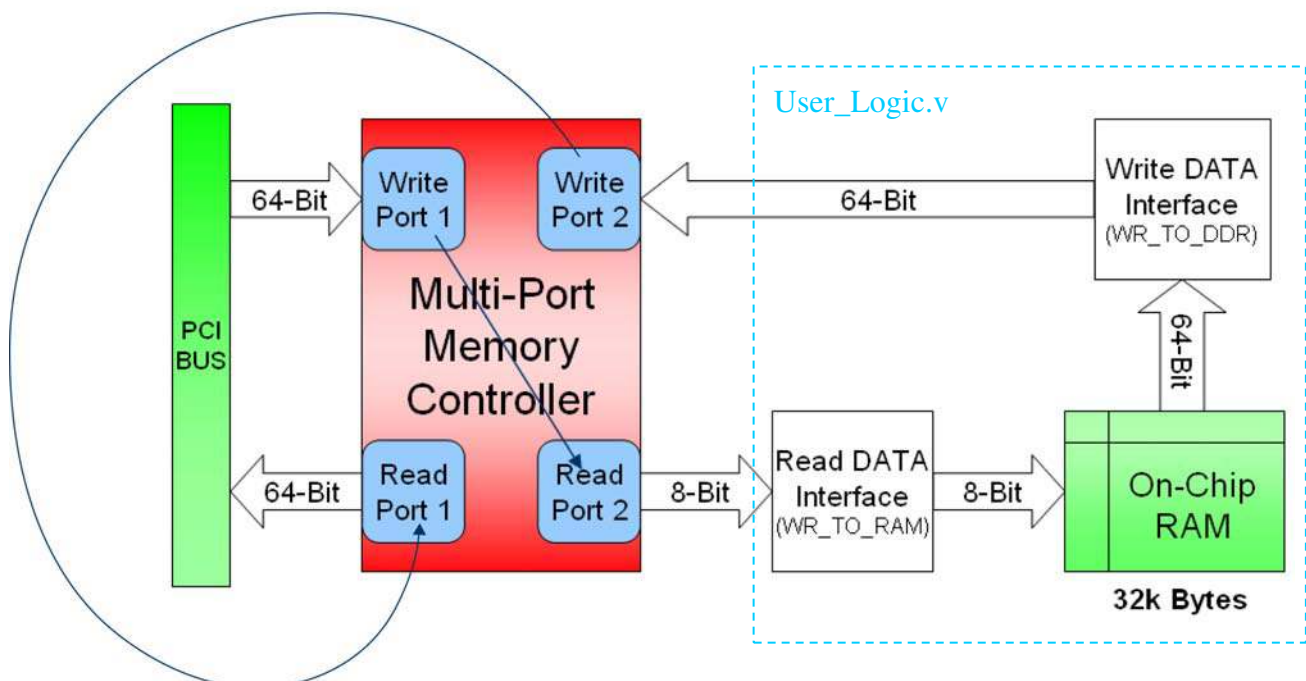 User_Logic.v
PCI
BUS
64-Bit
Write
Port 1
Write
Port 2
64-Bit
Write DATA
Interface
(WR_TO_DDR)
Multi-Port
Memory
Controller
64-Bit
64-Bit
Read
Port 1
Read
Port 2
8-Bit
Read DATA
Interface
(WR_TO_RAM)
8-Bit
On-Chip
RAM
32k Bytes